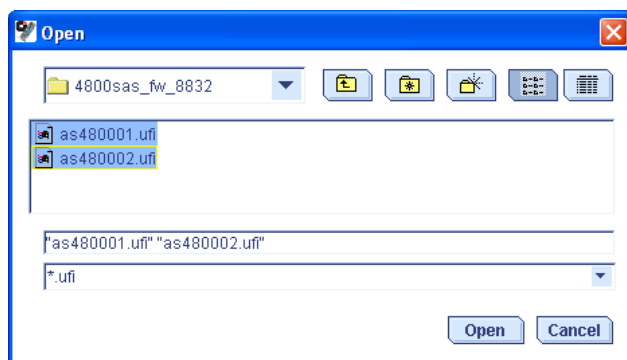 Open
4800sas_fw_8832
as480001.ufi
as480002.ufi
"as480001.ufi" "as480002.ufi"
*.ufi
Open Cancel